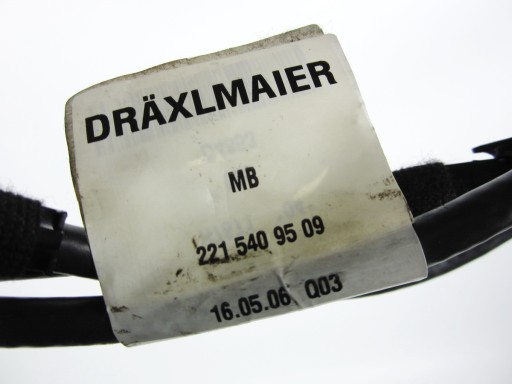 DRÄXLMAIER
MB
221 540 95 09
16.05.06 Q03